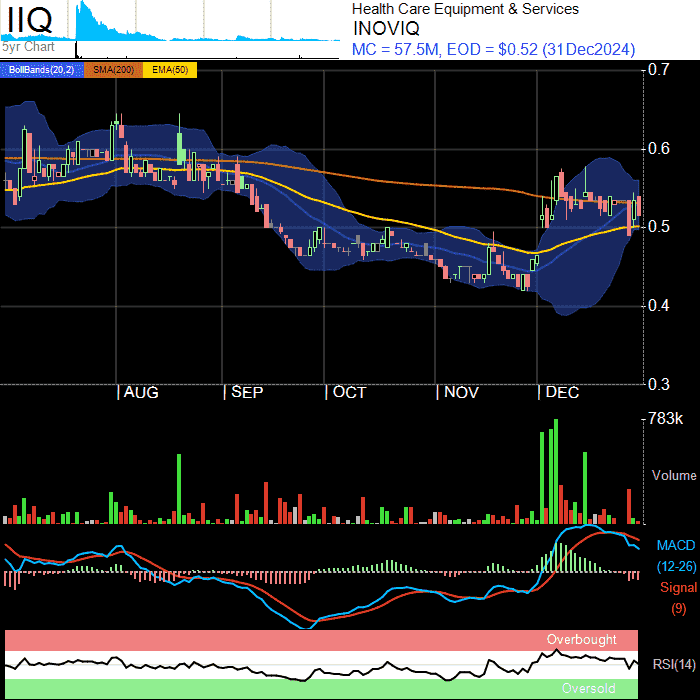 IIQ
5yr Chart
Health Care Equipment & Services
INOVIQ
MC = 57.5M, EOD = $0.52 (31Dec2024)
BollBands(20,2) SMA(200) EMA(50)
0.7
0.6
0.5
0.4
0.3
AUG SEP OCT NOV DEC
783k
Volume
MACD
(12-26)
Signal
(9)
Overbought
RSI(14)
Oversold